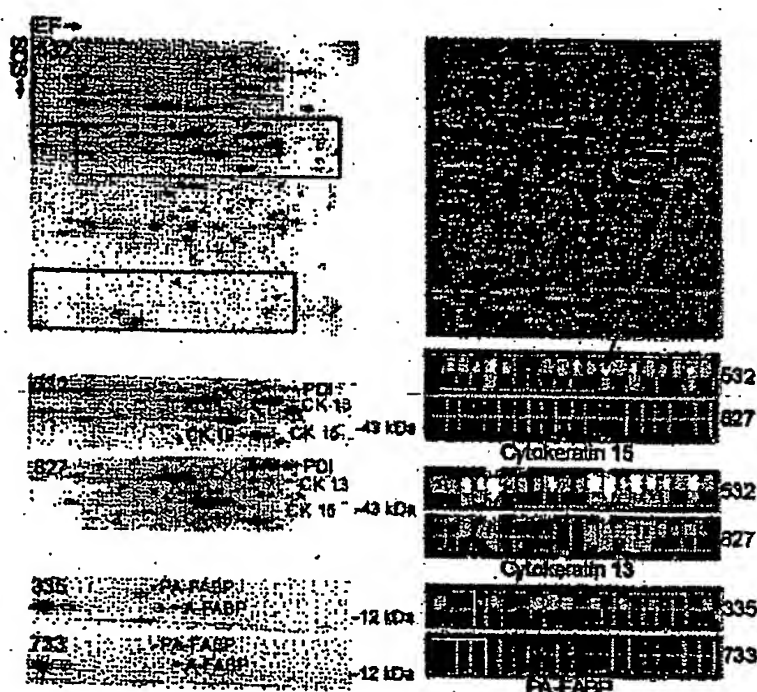 IEF→
SDS→
532
532
PDI
CK 13
CK 15
-43 kDa
827
PDI
CK 13
CK 15
-43 kDa
335
PA-FABP
A-FABP
-12 kDa
733
PA-FABP
A-FABP
-12 kDa
532
827
Cytokeratin 15
532
827
Cytokeratin 13
335
733
PA-FABP